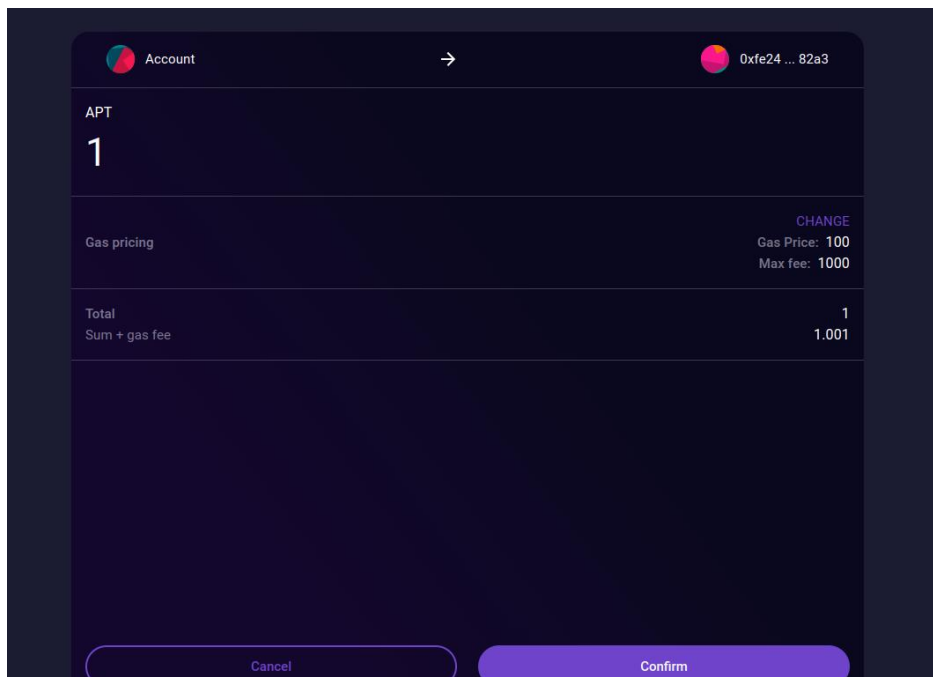 Account → 0xfe24 ... 82a3
APT
1
CHANGE
Gas pricing Gas Price: 100
Max fee: 1000
Total 1
Sum + gas fee 1.001
Cancel Confirm